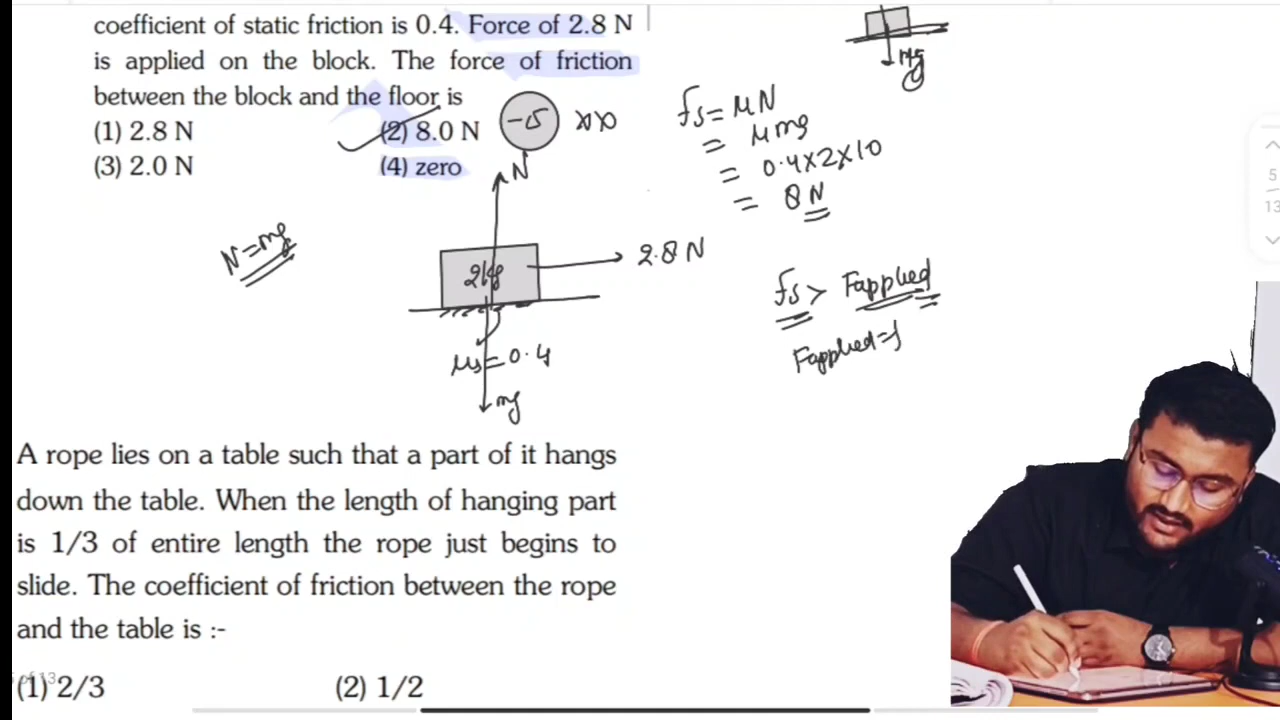 coefficient of static friction is 0.4. Force of 2.8 N
is applied on the block. The force of friction
between the block and the floor is
(1) 2.8 N
(2) 8.0 N
(3) 2.0 N
(4) zero
-5
N
N=mg
2kg
2.8 N
μs=0.4
mg
mg
fs=μN
= μmg
= 0.4×2×10
= 8 N
fs > Fapplied
Fapplied=f
A rope lies on a table such that a part of it hangs
down the table. When the length of hanging part
is 1/3 of entire length the rope just begins to
slide. The coefficient of friction between the rope
and the table is :-
(1) 2/3
(2) 1/2
5
13